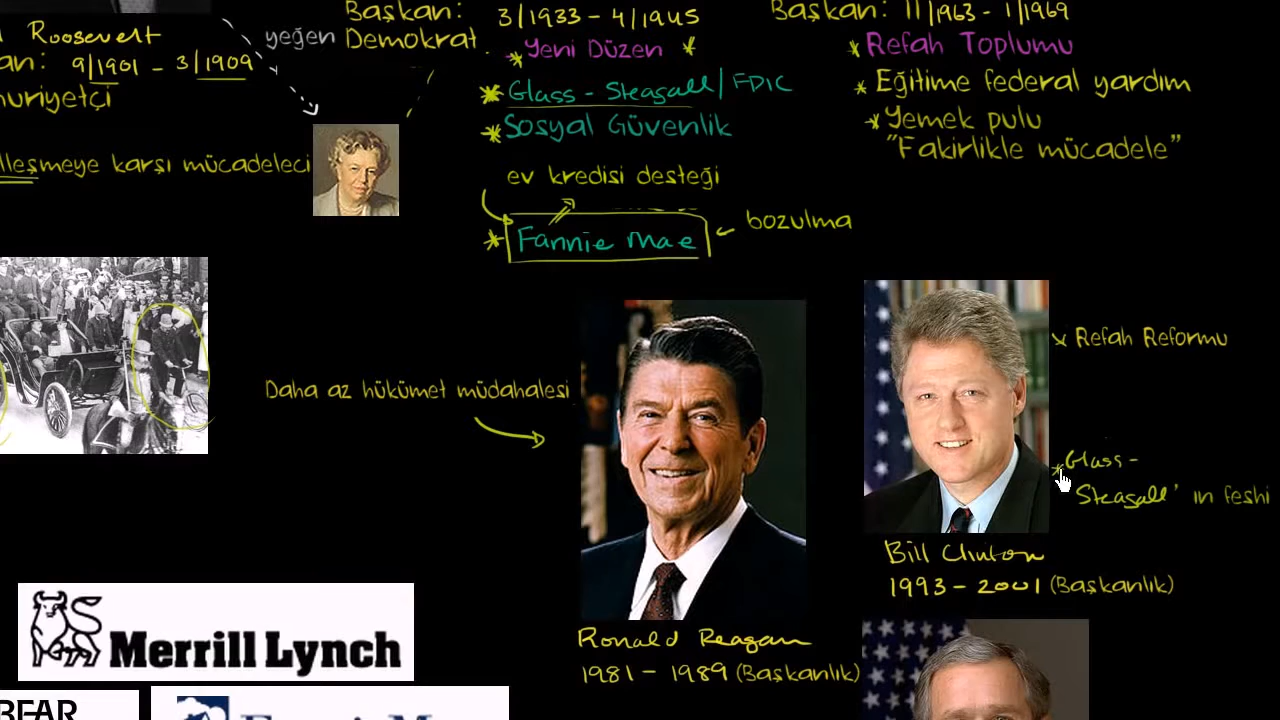 Roosevelt
an: 9/1901 - 3/1909
uriyetçi
lleşmeye karşı mücadeleci
yeğen
Başkan: 3/1933 - 4/1945
Demokrat
* Yeni Düzen *
* Glass - Steagall / FDIC
* Sosyal Güvenlik
ev kredisi desteği
* Fannie Mae
bozulma
Başkan: 11/1963 - 1/1969
* Refah Toplumu
* Eğitime federal yardım
* Yemek pulu
"Fakirlikle mücadele"
Daha az hükümet müdahalesi
Ronald Reagan
1981 - 1989 (Başkanlık)
* Refah Reformu
* Glass -
Steagall' ın feshi
Bill Clinton
1993 - 2001 (Başkanlık)
Merrill Lynch
BEAR